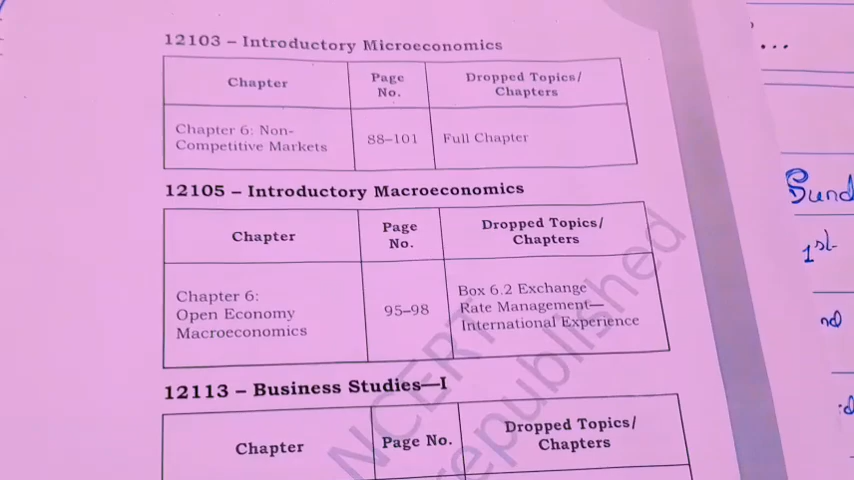 12103 – Introductory Microeconomics
Chapter
Page
No.
Dropped Topics/
Chapters
Chapter 6: Non-
Competitive Markets
88–101
Full Chapter
12105 – Introductory Macroeconomics
Chapter
Page
No.
Dropped Topics/
Chapters
Chapter 6:
Open Economy
Macroeconomics
95–98
Box 6.2 Exchange
Rate Management—
International Experience
12113 – Business Studies—I
Chapter
Page No.
Dropped Topics/
Chapters
NCERT
republished
1st
nd